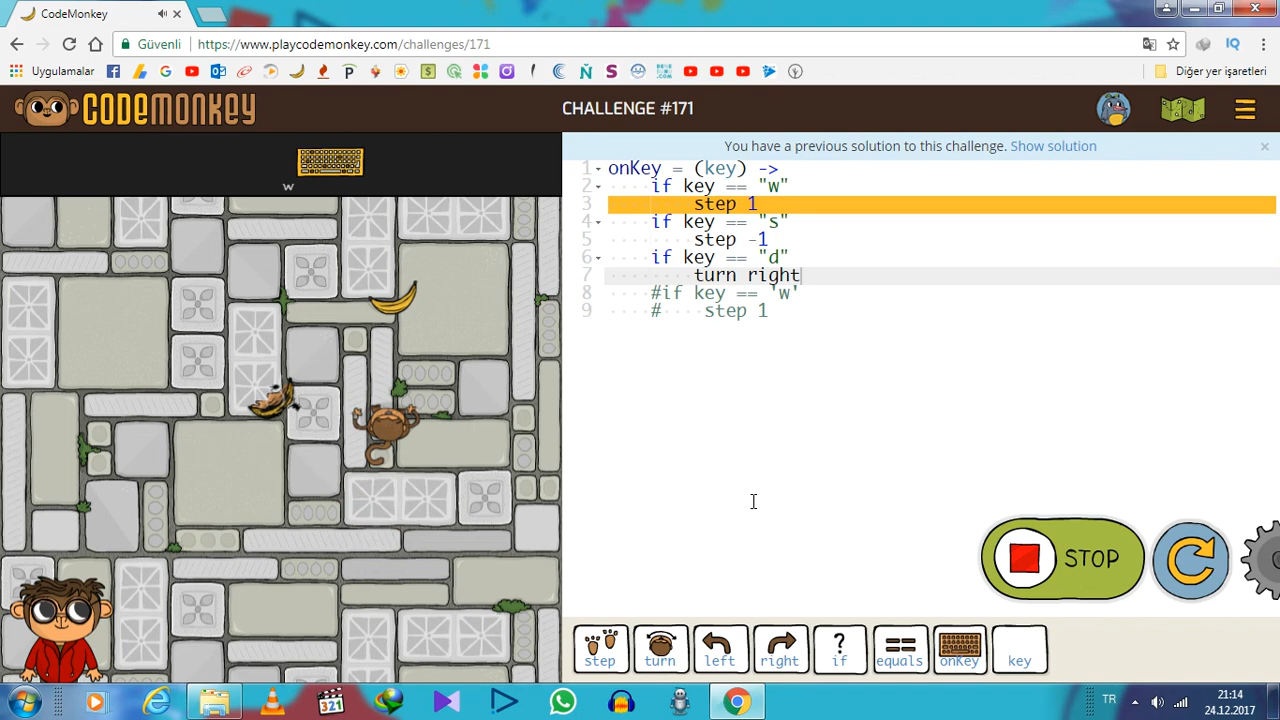 CodeMonkey
Güvenli
https://www.playcodemonkey.com/challenges/171
IQ
Uygulamalar
Diğer yer işaretleri
CODEMONKEY
CHALLENGE #171
You have a previous solution to this challenge. Show solution
w
1 onKey = (key) ->
2 if key == "w"
3 step 1
4 if key == "s"
5 step -1
6 if key == "d"
7 turn right
8 #if key == 'w'
9 # step 1
STOP
step turn left right if equals onKey key
321
TR
21:14
24.12.2017